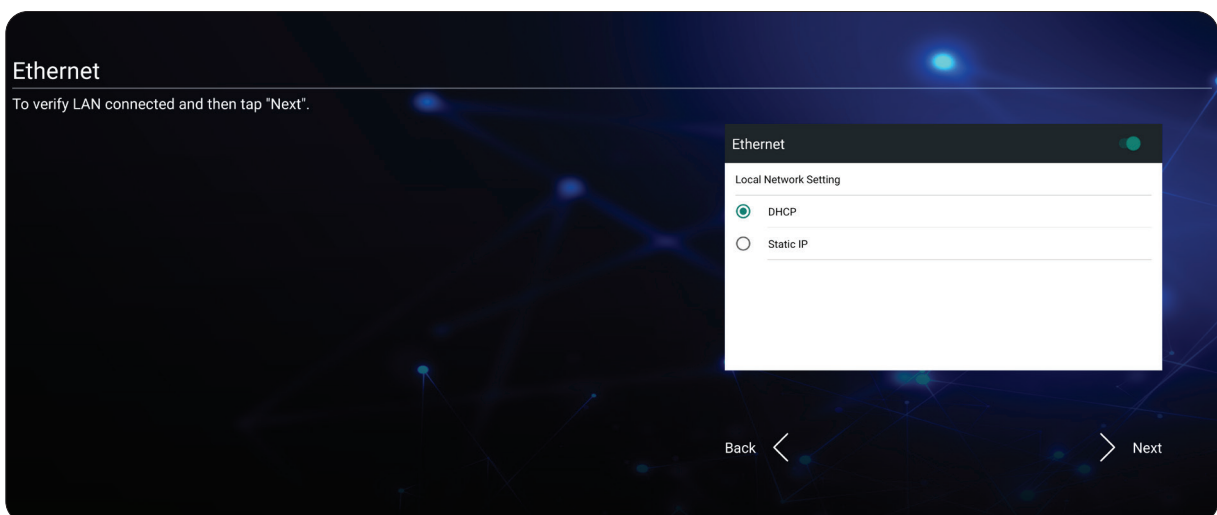 Ethernet
To verify LAN connected and then tap "Next".
Ethernet
Local Network Setting
DHCP
Static IP
Back
Next